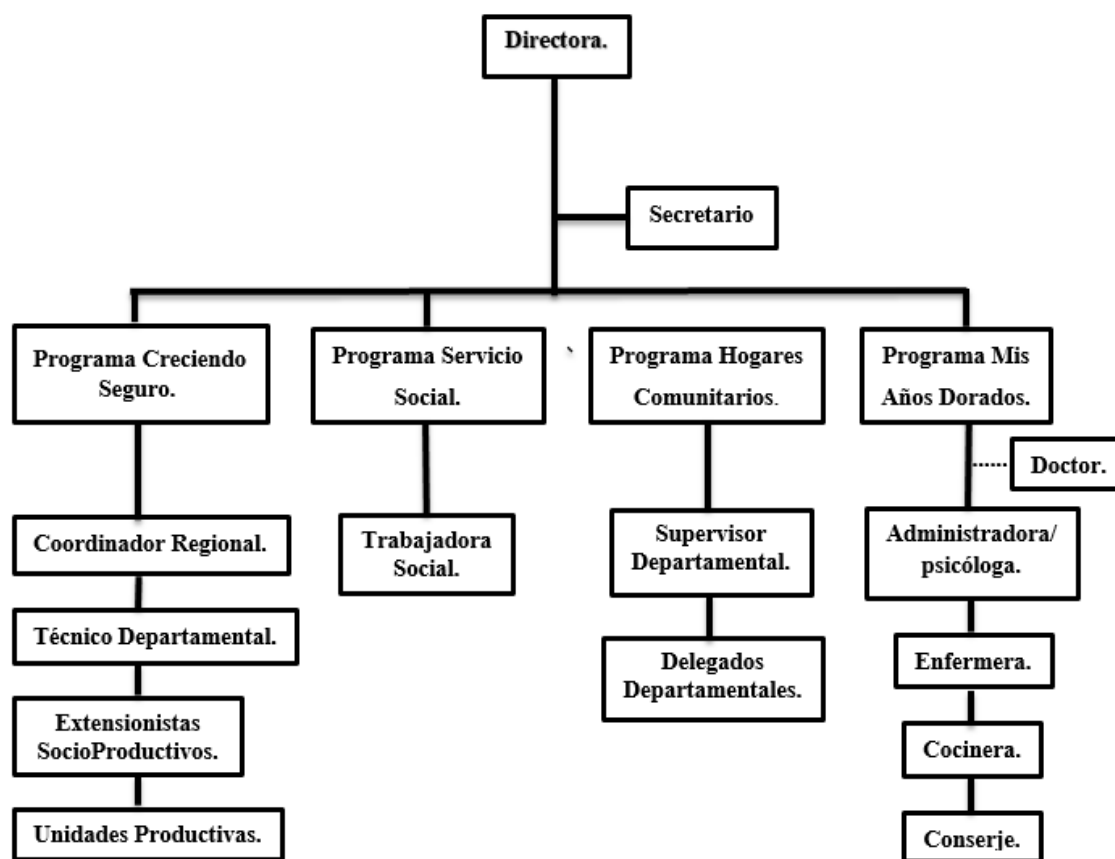 Directora.
Secretario
Programa Creciendo
Seguro.
Programa Servicio
Social.
`
Programa Hogares
Comunitarios.
Programa Mis
Años Dorados.
Doctor.
Coordinador Regional.
Trabajadora
Social.
Supervisor
Departamental.
Administradora/
psicóloga.
Técnico Departamental.
Delegados
Departamentales.
Enfermera.
Extensionistas
SocioProductivos.
Cocinera.
Unidades Productivas.
Conserje.